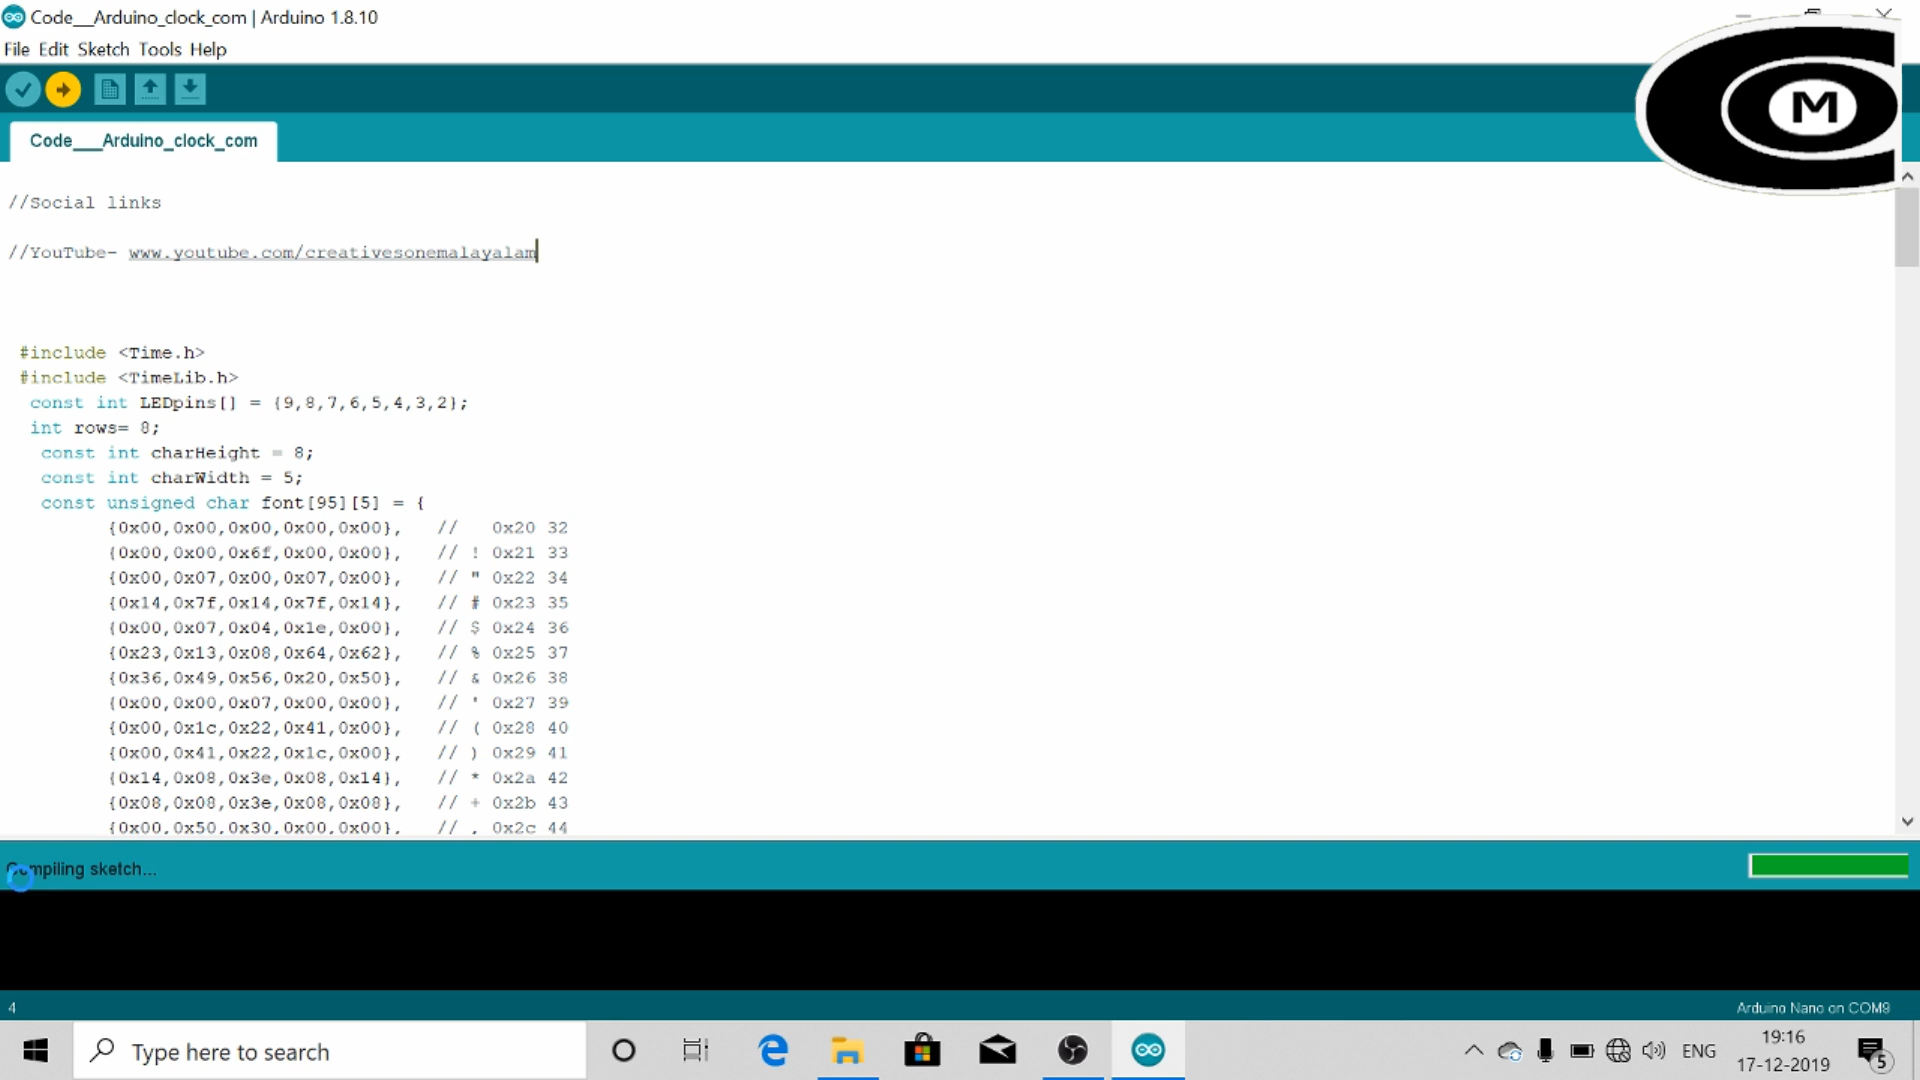 Code__Arduino_clock_com | Arduino 1.8.10
File Edit Sketch Tools Help
M
Code___Arduino_clock_com
//Social links
//YouTube- www.youtube.com/creativesonemalayalam
#include <Time.h>
#include <TimeLib.h>
const int LEDpins[] = {9,8,7,6,5,4,3,2};
int rows= 8;
const int charHeight = 8;
const int charWidth = 5;
const unsigned char font[95][5] = {
{0x00,0x00,0x00,0x00,0x00}, // 0x20 32
{0x00,0x00,0x6f,0x00,0x00}, // ! 0x21 33
{0x00,0x07,0x00,0x07,0x00}, // " 0x22 34
{0x14,0x7f,0x14,0x7f,0x14}, // # 0x23 35
{0x00,0x07,0x04,0x1e,0x00}, // $ 0x24 36
{0x23,0x13,0x08,0x64,0x62}, // % 0x25 37
{0x36,0x49,0x56,0x20,0x50}, // & 0x26 38
{0x00,0x00,0x07,0x00,0x00}, // ' 0x27 39
{0x00,0x1c,0x22,0x41,0x00}, // ( 0x28 40
{0x00,0x41,0x22,0x1c,0x00}, // ) 0x29 41
{0x14,0x08,0x3e,0x08,0x14}, // * 0x2a 42
{0x08,0x08,0x3e,0x08,0x08}, // + 0x2b 43
{0x00,0x50,0x30,0x00,0x00}, // , 0x2c 44
Compiling sketch...
4
Arduino Nano on COM9
Type here to search
ENG
19:16
17-12-2019
5